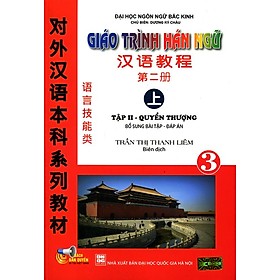 对外汉语本科系列教材
语言技能类
ĐẠI HỌC NGÔN NGỮ BẮC KINH
CHỦ BIÊN: DƯƠNG KÝ CHÂU
GIÁO TRÌNH HÁN NGỮ
汉语教程
第二册
上
TẬP II - QUYỂN THƯỢNG
BỔ SUNG BÀI TẬP - ĐÁP ÁN
TRẦN THỊ THANH LIÊM
Biên dịch
3
NHÀ XUẤT BẢN ĐẠI HỌC QUỐC GIA HÀ NỘI